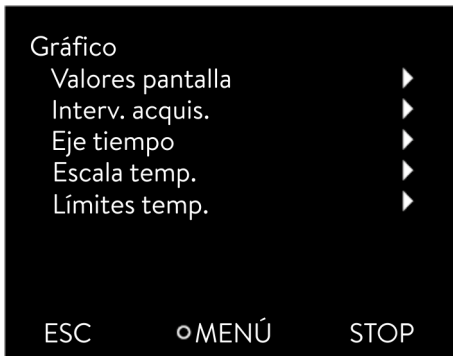 Gráfico
Valores pantalla
Interv. acquis.
Eje tiempo
Escala temp.
Límites temp.
ESC MENÚ STOP